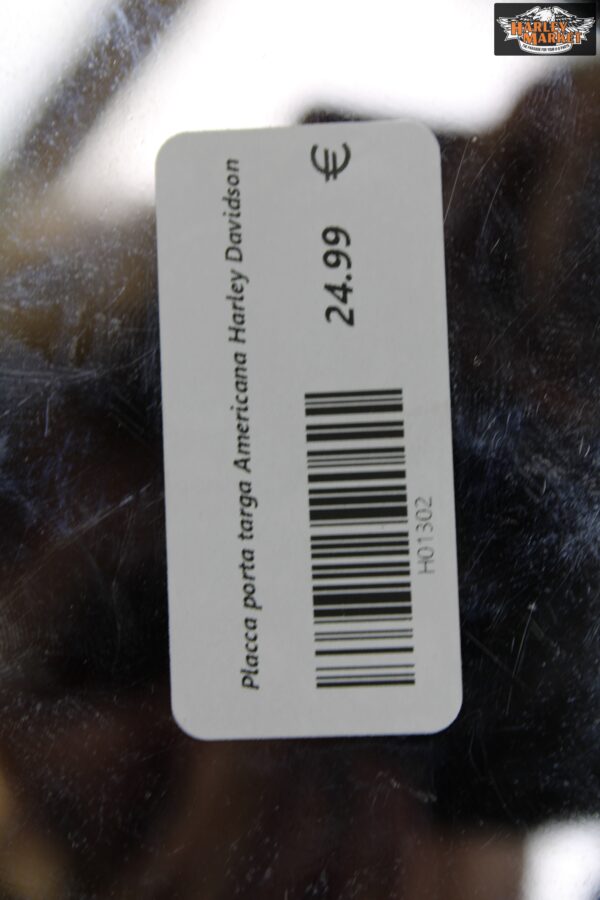 HARLEY
MARKET
Placca porta targa Americana Harley Davidson
24.99 €
H01302